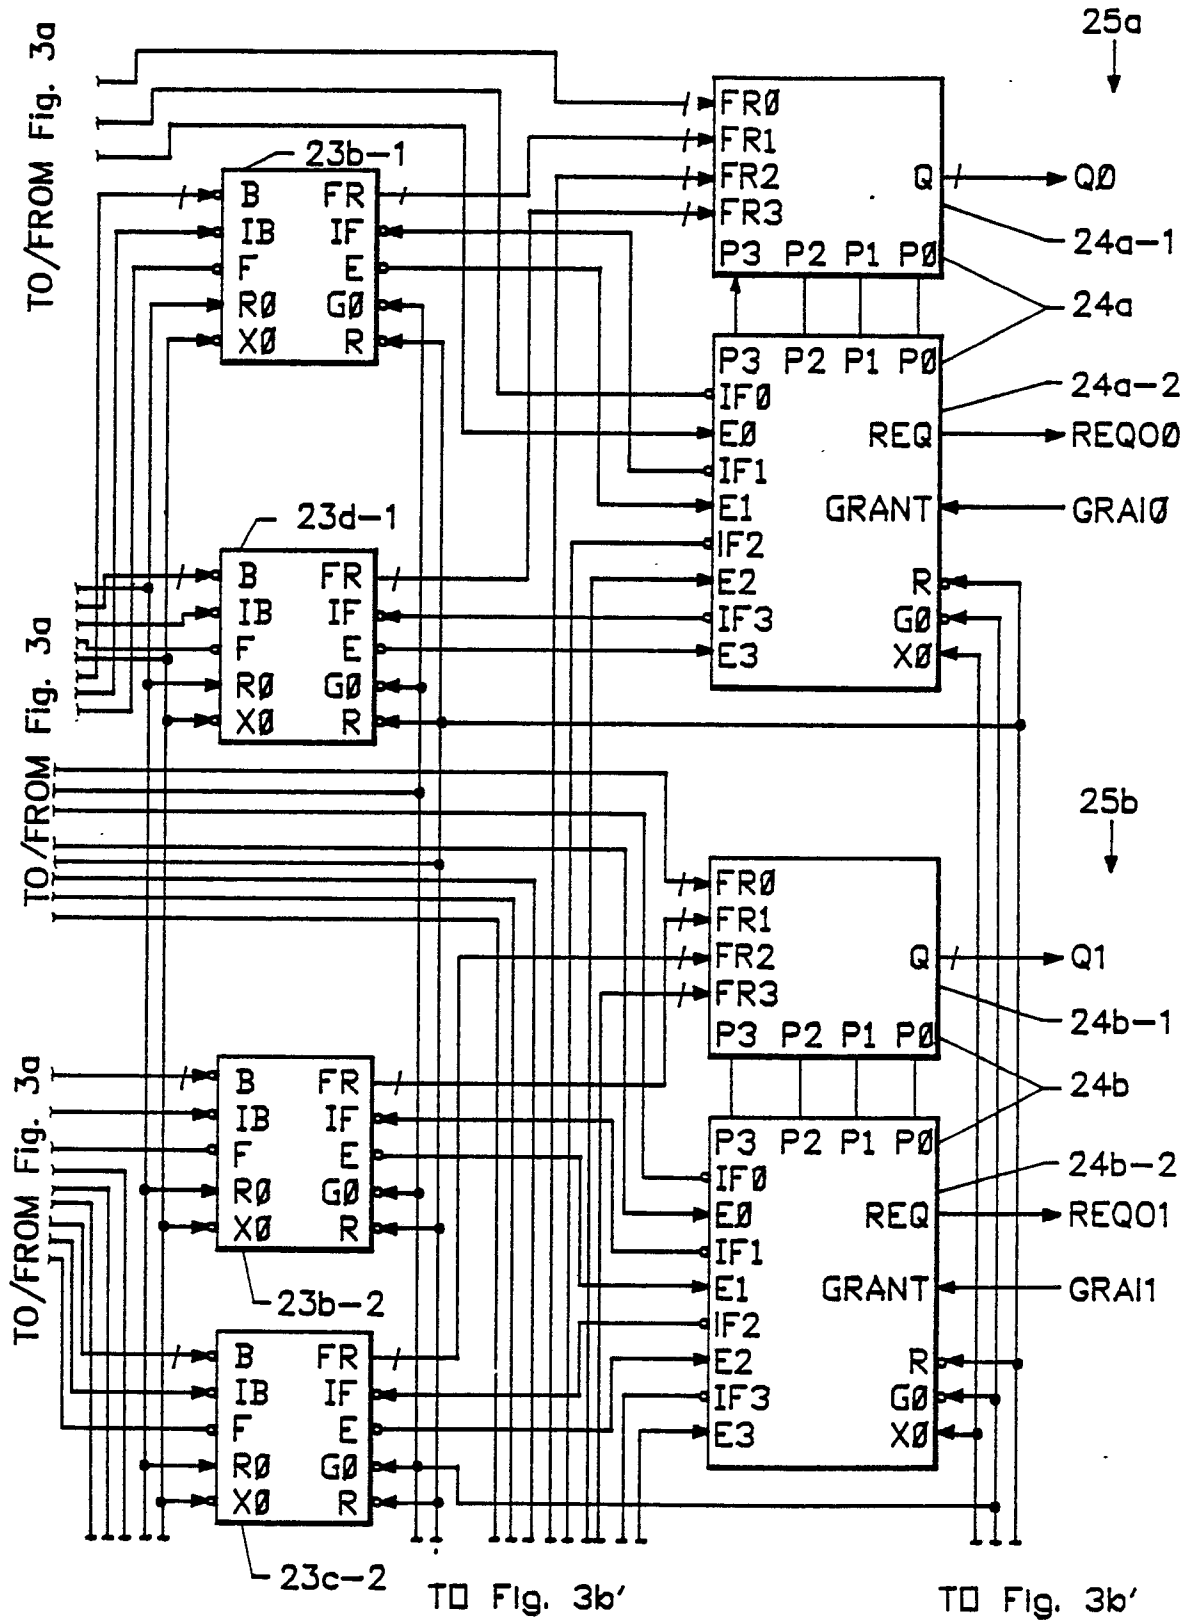 25a
TO/FROM Fig. 3a
FRØ
FR1
FR2
FR3
Q
QØ
P3 P2 P1 PØ
24a-1
24a
23b-1
B FR
IB IF
F E
RØ GØ
XØ R
P3 P2 P1 PØ
24a-2
IFØ
EØ
REQ
REQOØ
IF1
E1
GRANT
GRAIØ
IF2
E2
R
IF3
GØ
E3
XØ
23d-1
B FR
IB IF
F E
RØ GØ
XØ R
TO/FROM Fig. 3a
25b
FRØ
FR1
FR2
FR3
Q
Q1
P3 P2 P1 PØ
24b-1
24b
P3 P2 P1 PØ
24b-2
IFØ
EØ
REQ
REQO1
IF1
E1
GRANT
GRAI1
IF2
E2
R
IF3
GØ
E3
XØ
TO/FROM Fig. 3a
B FR
IB IF
F E
RØ GØ
XØ R
23b-2
B FR
IB IF
F E
RØ GØ
XØ R
23c-2
TO Fig. 3b'
TO Fig. 3b'